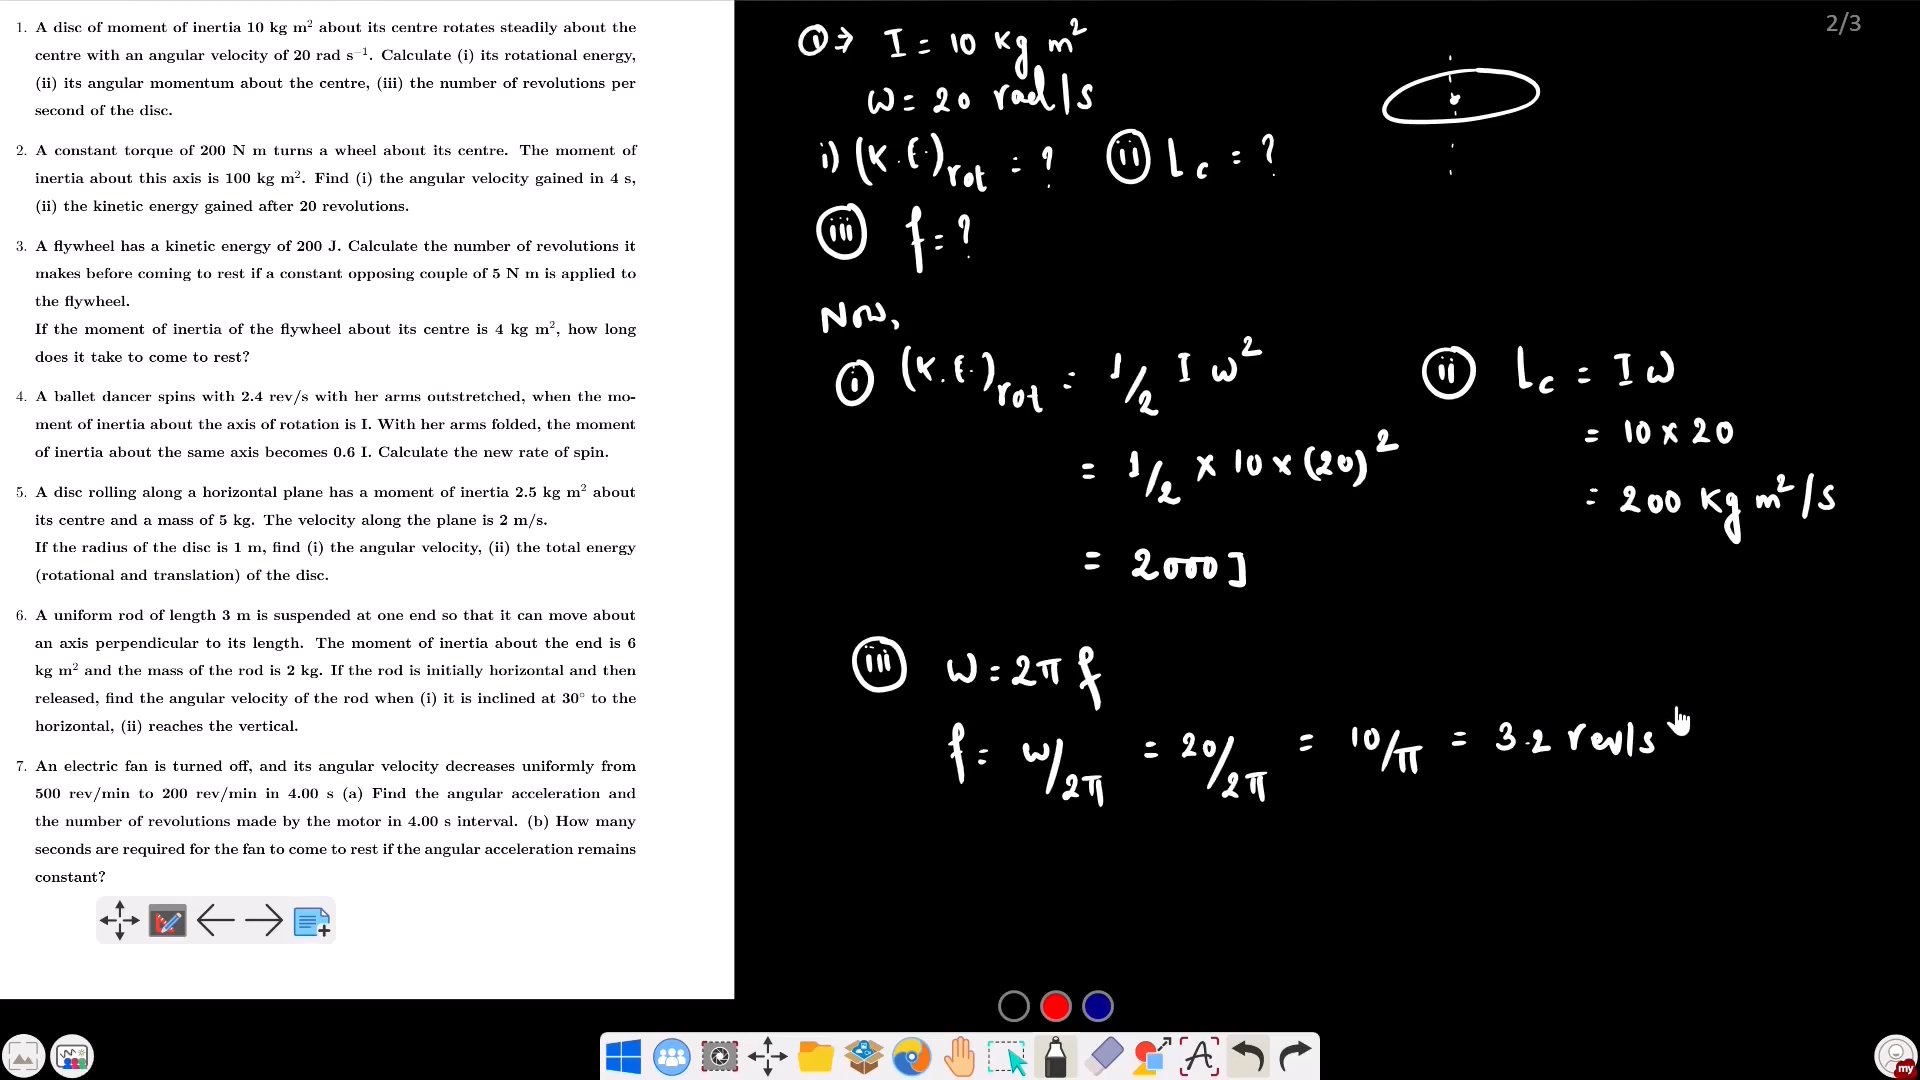 1. A disc of moment of inertia 10 kg m² about its centre rotates steadily about the
centre with an angular velocity of 20 rad s⁻¹. Calculate (i) its rotational energy,
(ii) its angular momentum about the centre, (iii) the number of revolutions per
second of the disc.
2. A constant torque of 200 N m turns a wheel about its centre. The moment of
inertia about this axis is 100 kg m². Find (i) the angular velocity gained in 4 s,
(ii) the kinetic energy gained after 20 revolutions.
3. A flywheel has a kinetic energy of 200 J. Calculate the number of revolutions it
makes before coming to rest if a constant opposing couple of 5 N m is applied to
the flywheel.
If the moment of inertia of the flywheel about its centre is 4 kg m², how long
does it take to come to rest?
4. A ballet dancer spins with 2.4 rev/s with her arms outstretched, when the mo-
ment of inertia about the axis of rotation is I. With her arms folded, the moment
of inertia about the same axis becomes 0.6 I. Calculate the new rate of spin.
5. A disc rolling along a horizontal plane has a moment of inertia 2.5 kg m² about
its centre and a mass of 5 kg. The velocity along the plane is 2 m/s.
If the radius of the disc is 1 m, find (i) the angular velocity, (ii) the total energy
(rotational and translation) of the disc.
6. A uniform rod of length 3 m is suspended at one end so that it can move about
an axis perpendicular to its length. The moment of inertia about the end is 6
kg m² and the mass of the rod is 2 kg. If the rod is initially horizontal and then
released, find the angular velocity of the rod when (i) it is inclined at 30° to the
horizontal, (ii) reaches the vertical.
7. An electric fan is turned off, and its angular velocity decreases uniformly from
500 rev/min to 200 rev/min in 4.00 s (a) Find the angular acceleration and
the number of revolutions made by the motor in 4.00 s interval. (b) How many
seconds are required for the fan to come to rest if the angular acceleration remains
constant?
2/3
① → I = 10 kg m²
ω = 20 rad/s
i) (K.E.)rot = ? (ii) Lc = ?
(iii) f = ?
Now,
(i) (K.E.)rot = 1/2 I ω²
= 1/2 × 10 × (20)²
= 2000 J
(ii) Lc = I ω
= 10 × 20
= 200 kg m²/s
(iii) ω = 2π f
f = ω/2π = 20/2π = 10/π = 3.2 rev/s
A
my